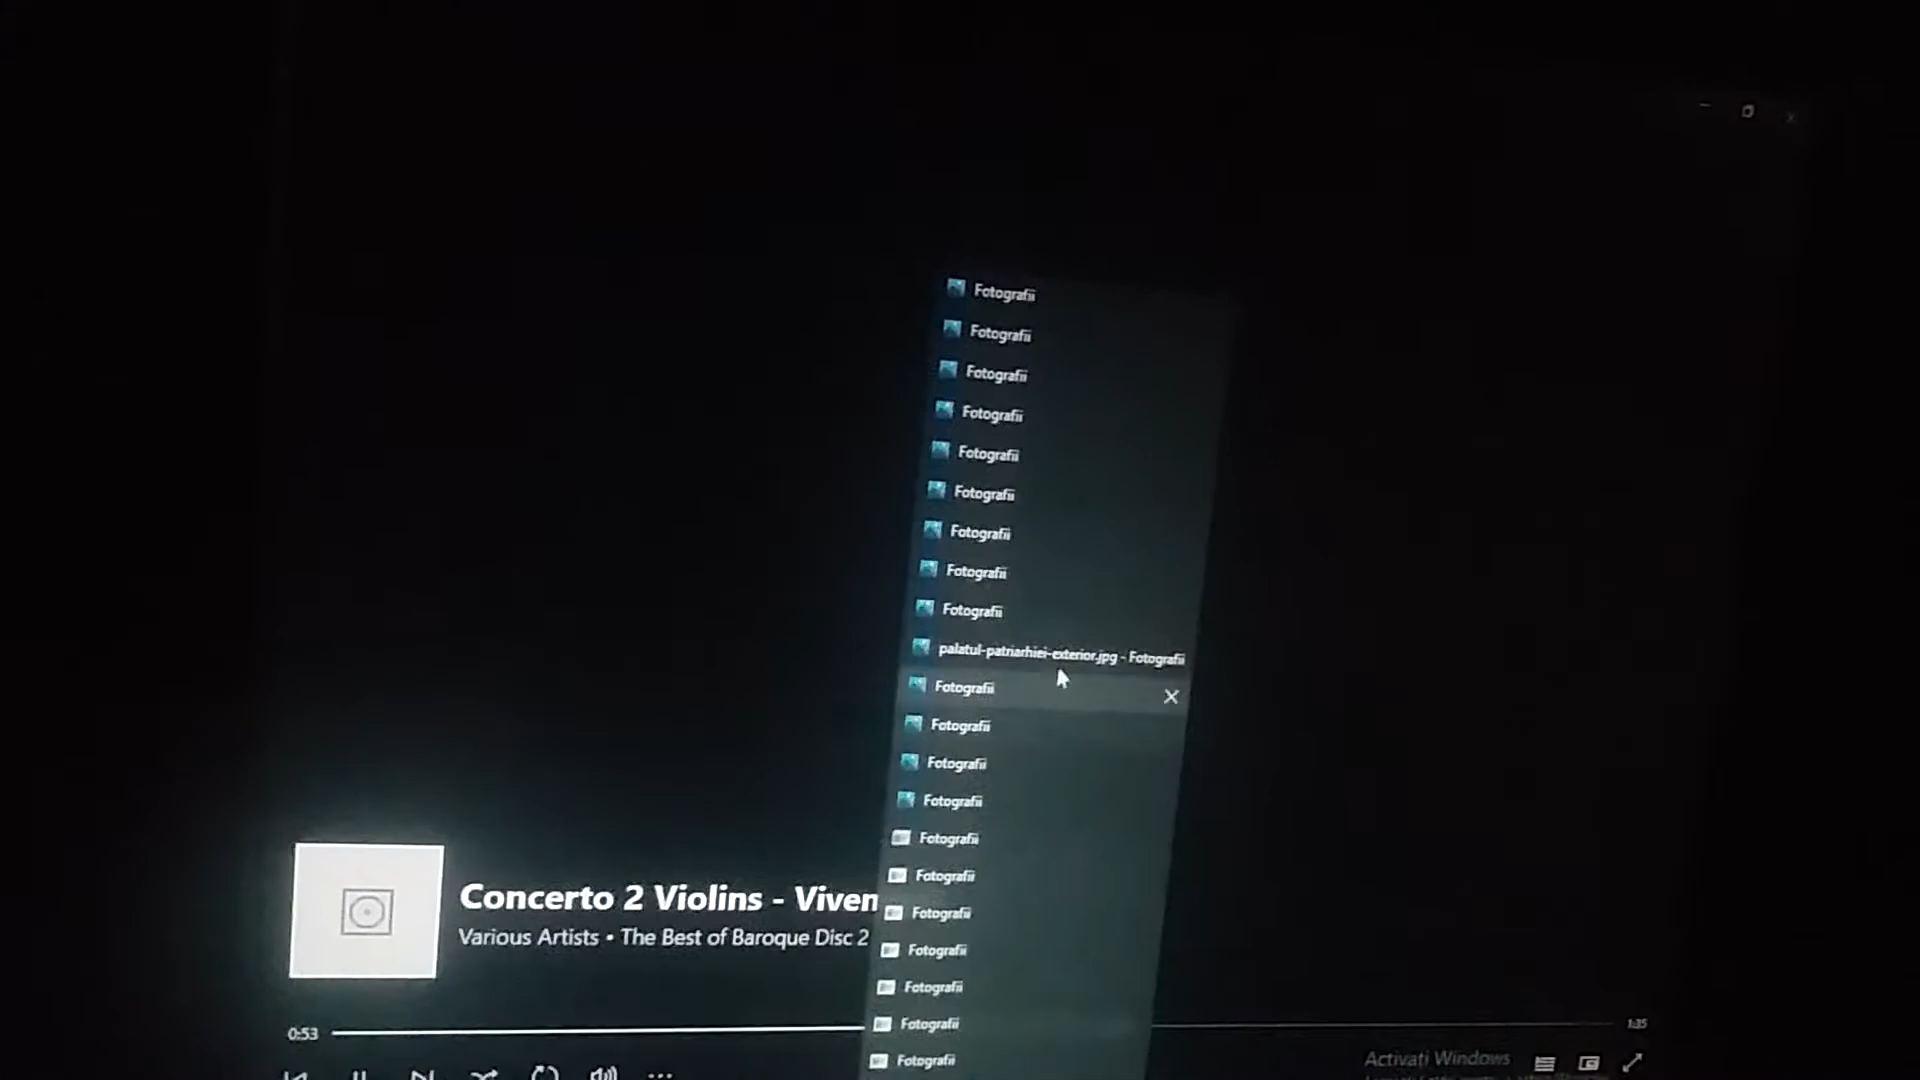 Fotografii
Fotografii
Fotografii
Fotografii
Fotografii
Fotografii
Fotografii
Fotografii
Fotografii
palatul-patriarhiei-exterior.jpg - Fotografii
Fotografii
Fotografii
Fotografii
Fotografii
Fotografii
Fotografii
Fotografii
Fotografii
Fotografii
Fotografii
Fotografii
Concerto 2 Violins - Viven
Various Artists • The Best of Baroque Disc 2
0:53
1:35
Activați Windows